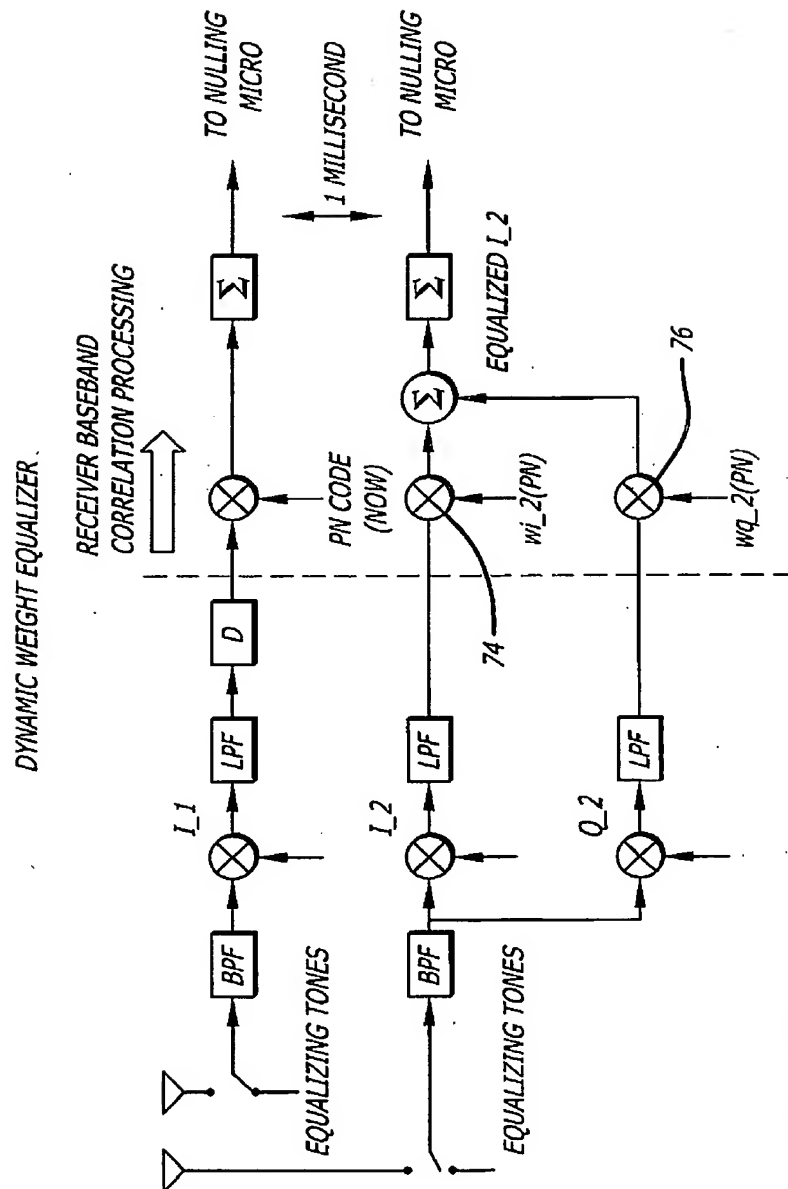 DYNAMIC WEIGHT EQUALIZER
RECEIVER BASEBAND
CORRELATION PROCESSING
BPF
I_1
LPF
D
Σ
TO NULLING
MICRO
EQUALIZING TONES
PN CODE
(NOW)
1 MILLISECOND
BPF
I_2
LPF
74
wi_2(PN)
Σ
EQUALIZED I_2
Σ
TO NULLING
MICRO
EQUALIZING TONES
Q_2
LPF
wq_2(PN)
76